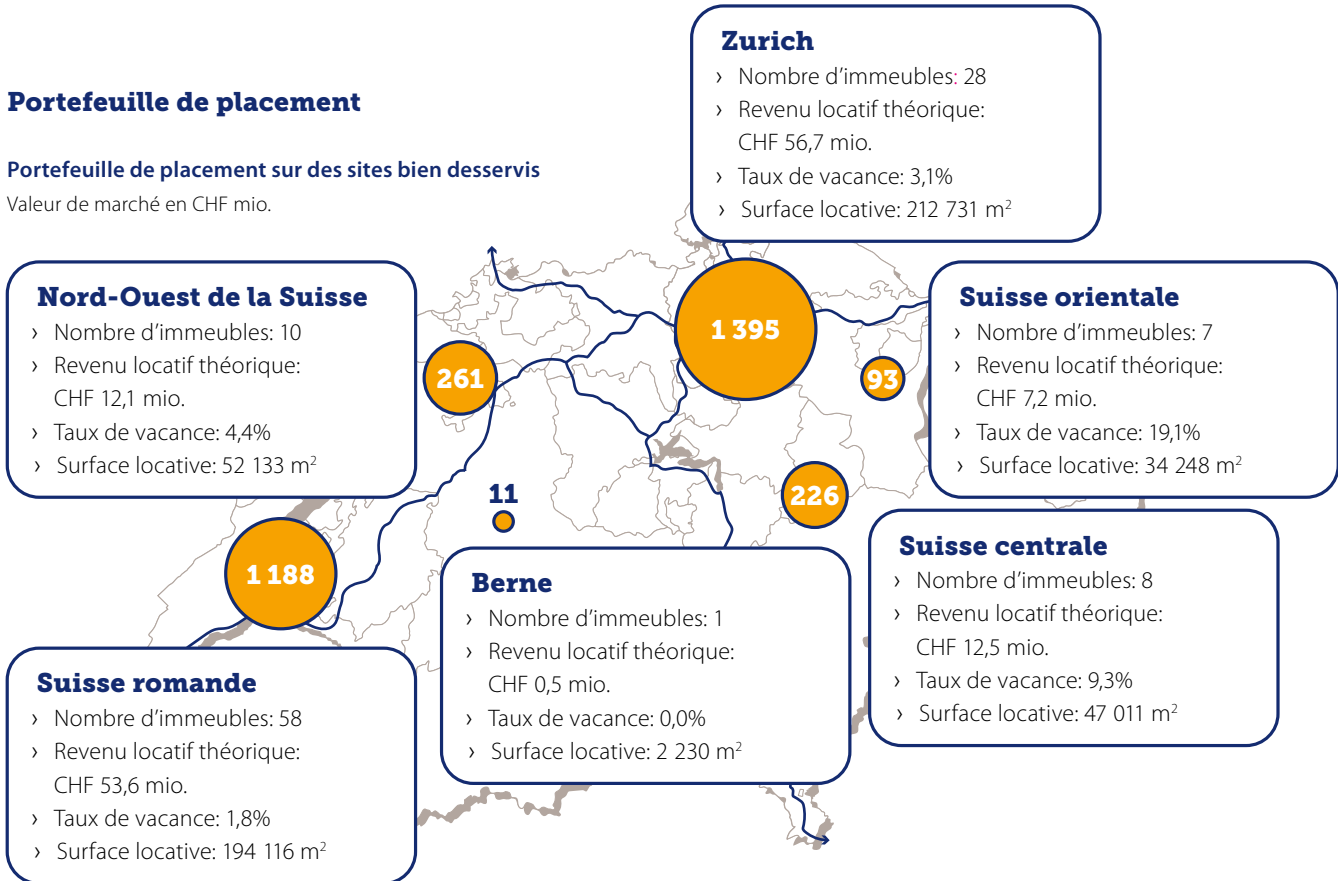 Portefeuille de placement
Portefeuille de placement sur des sites bien desservis
Valeur de marché en CHF mio.
Zurich
› Nombre d'immeubles: 28
› Revenu locatif théorique:
CHF 56,7 mio.
› Taux de vacance: 3,1%
› Surface locative: 212 731 m²
Nord-Ouest de la Suisse
› Nombre d'immeubles: 10
› Revenu locatif théorique:
CHF 12,1 mio.
› Taux de vacance: 4,4%
› Surface locative: 52 133 m²
261
1 395
93
Suisse orientale
› Nombre d'immeubles: 7
› Revenu locatif théorique:
CHF 7,2 mio.
› Taux de vacance: 19,1%
› Surface locative: 34 248 m²
11
226
1 188
Suisse centrale
› Nombre d'immeubles: 8
› Revenu locatif théorique:
CHF 12,5 mio.
› Taux de vacance: 9,3%
› Surface locative: 47 011 m²
Berne
› Nombre d'immeubles: 1
› Revenu locatif théorique:
CHF 0,5 mio.
› Taux de vacance: 0,0%
› Surface locative: 2 230 m²
Suisse romande
› Nombre d'immeubles: 58
› Revenu locatif théorique:
CHF 53,6 mio.
› Taux de vacance: 1,8%
› Surface locative: 194 116 m²